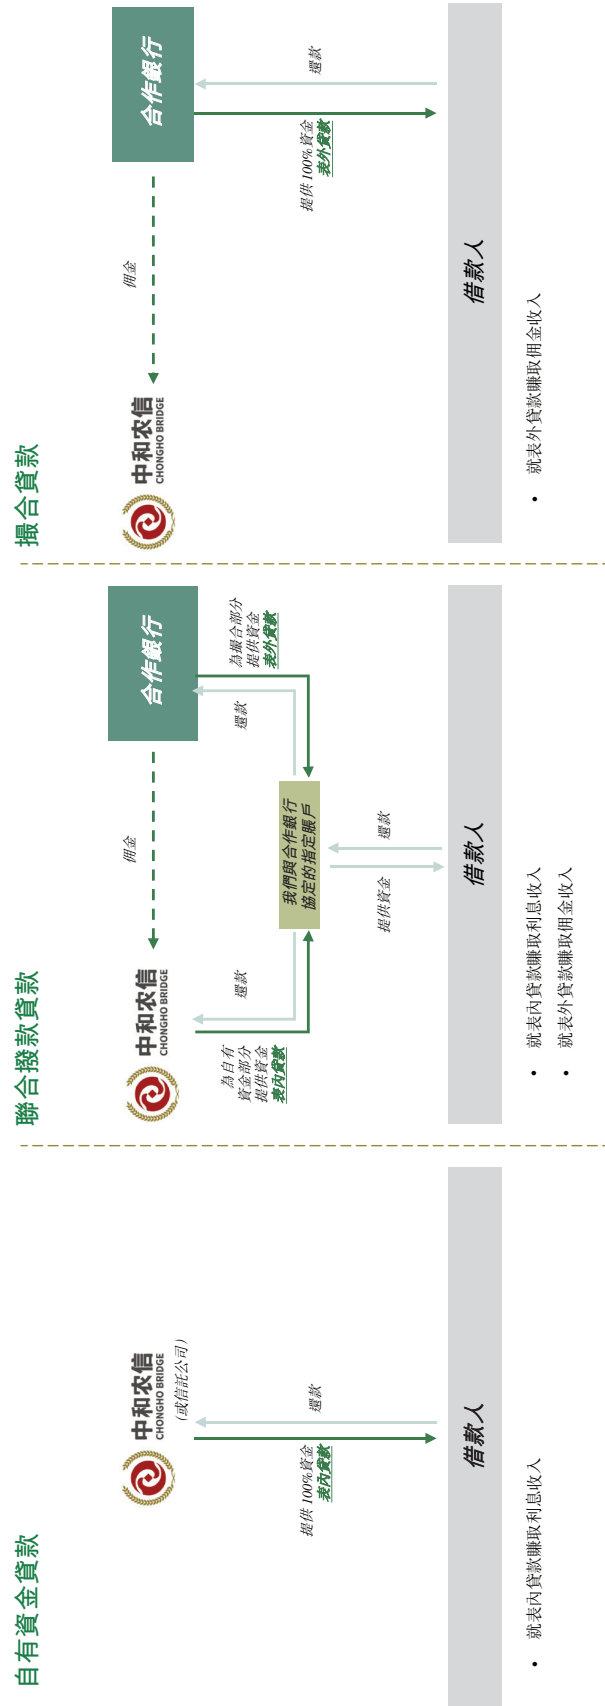 自有資金貸款
中和农信
CHONGHO BRIDGE
(或信託公司)
提供 100%資金
表內貸款
還款
借款人
• 就表內貸款賺取利息收入
聯合撥款貸款
中和农信
CHONGHO BRIDGE
佣金
合作銀行
為自有
資金部分
提供資金
表內貸款
還款
還款
為撮合部分
提供資金
表外貸款
我們與合作銀行
協定的指定賬戶
提供資金
還款
借款人
• 就表內貸款賺取利息收入
• 就表外貸款賺取佣金收入
撮合貸款
中和农信
CHONGHO BRIDGE
佣金
合作銀行
提供 100%資金
表外貸款
還款
借款人
• 就表外貸款賺取佣金收入